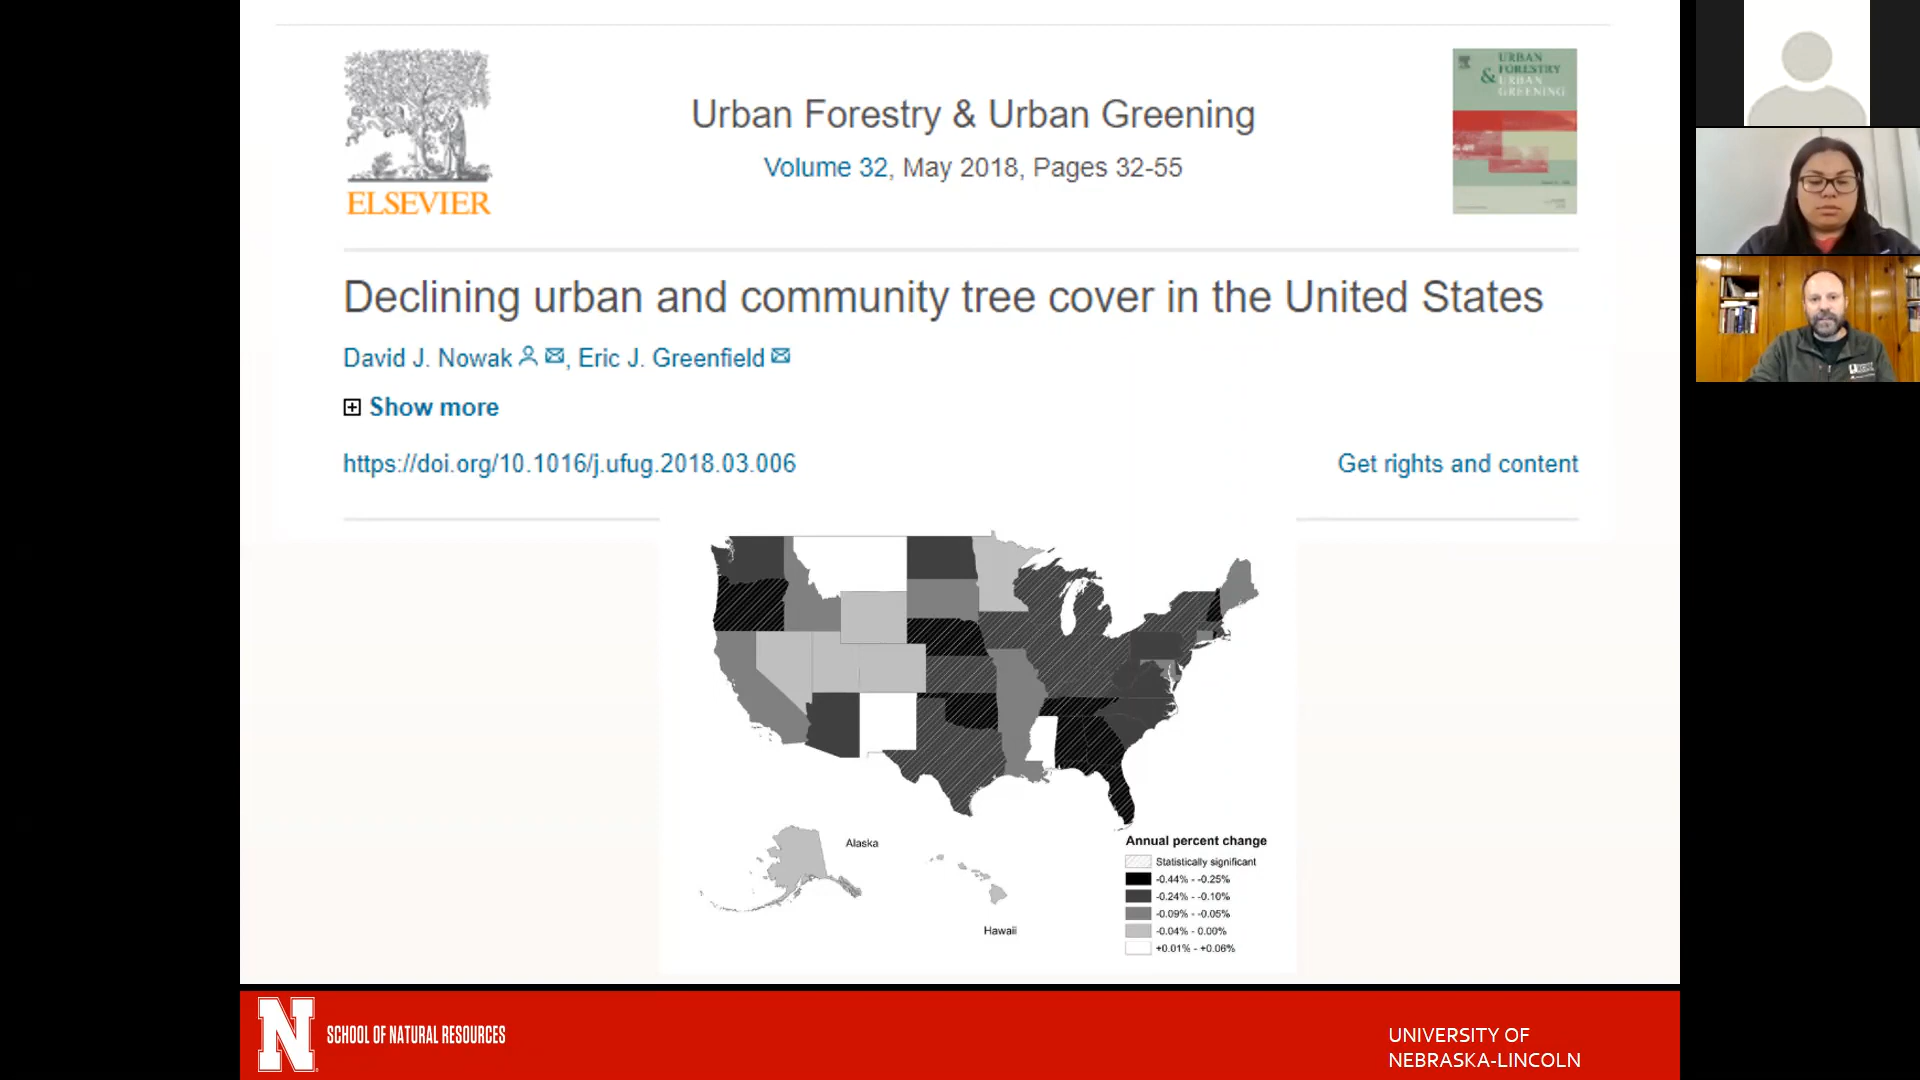 ELSEVIER
Urban Forestry & Urban Greening
Volume 32, May 2018, Pages 32-55
URBAN
FORESTRY
& URBAN
GREENING
Declining urban and community tree cover in the United States
David J. Nowak, Eric J. Greenfield
Show more
https://doi.org/10.1016/j.ufug.2018.03.006
Get rights and content
Alaska
Hawaii
Annual percent change
Statistically significant
-0.44% - -0.25%
-0.24% - -0.10%
-0.09% - -0.05%
-0.04% - 0.00%
+0.01% - +0.06%
N
SCHOOL OF NATURAL RESOURCES
UNIVERSITY OF
NEBRASKA-LINCOLN